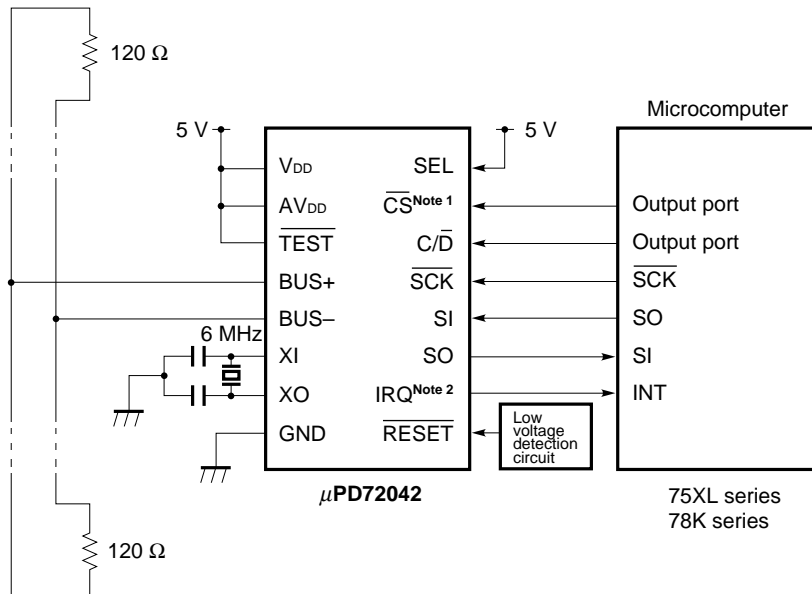 120 Ω
Microcomputer
5 V
5 V
VDD
SEL
AVDD
CS Note 1
Output port
TEST
C/D
Output port
BUS+
SCK
SCK
BUS–
SI
SO
6 MHz
XI
SO
SI
XO
IRQ Note 2
INT
GND
RESET
Low
voltage
detection
circuit
μPD72042
75XL series
78K series
120 Ω